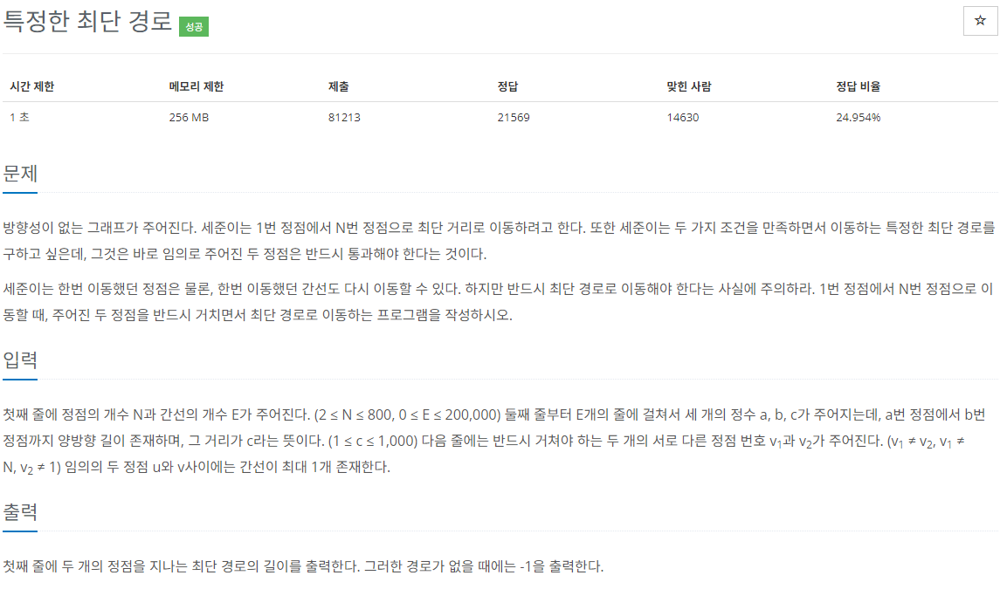 특정한 최단 경로 성공
☆
시간 제한 메모리 제한 제출 정답 맞힌 사람 정답 비율
1 초 256 MB 81213 21569 14630 24.954%
문제
방향성이 없는 그래프가 주어진다. 세준이는 1번 정점에서 N번 정점으로 최단 거리로 이동하려고 한다. 또한 세준이는 두 가지 조건을 만족하면서 이동하는 특정한 최단 경로를
구하고 싶은데, 그것은 바로 임의로 주어진 두 정점은 반드시 통과해야 한다는 것이다.
세준이는 한번 이동했던 정점은 물론, 한번 이동했던 간선도 다시 이동할 수 있다. 하지만 반드시 최단 경로로 이동해야 한다는 사실에 주의하라. 1번 정점에서 N번 정점으로 이
동할 때, 주어진 두 정점을 반드시 거치면서 최단 경로로 이동하는 프로그램을 작성하시오.
입력
첫째 줄에 정점의 개수 N과 간선의 개수 E가 주어진다. (2 ≤ N ≤ 800, 0 ≤ E ≤ 200,000) 둘째 줄부터 E개의 줄에 걸쳐서 세 개의 정수 a, b, c가 주어지는데, a번 정점에서 b번
정점까지 양방향 길이 존재하며, 그 거리가 c라는 뜻이다. (1 ≤ c ≤ 1,000) 다음 줄에는 반드시 거쳐야 하는 두 개의 서로 다른 정점 번호 v₁과 v₂가 주어진다. (v₁ ≠ v₂, v₁ ≠
N, v₂ ≠ 1) 임의의 두 정점 u와 v사이에는 간선이 최대 1개 존재한다.
출력
첫째 줄에 두 개의 정점을 지나는 최단 경로의 길이를 출력한다. 그러한 경로가 없을 때에는 -1을 출력한다.